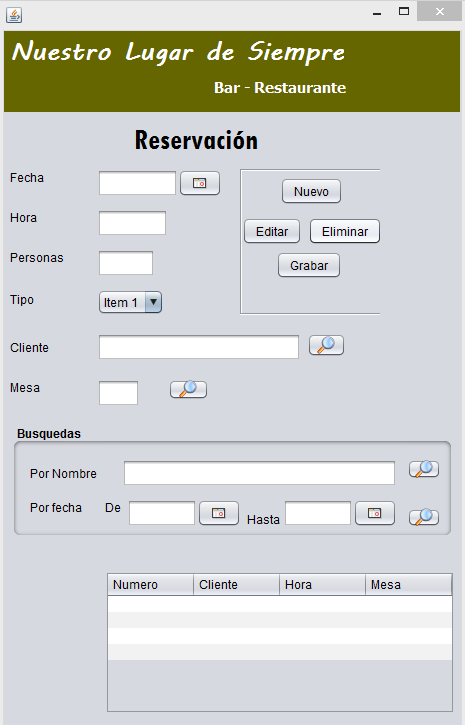 Nuestro Lugar de Siempre
Bar - Restaurante
Reservación
Fecha
Nuevo
Hora
Editar Eliminar
Personas
Grabar
Tipo Item 1
Cliente
Mesa
Busquedas
Por Nombre
Por fecha De Hasta
Numero Cliente Hora Mesa